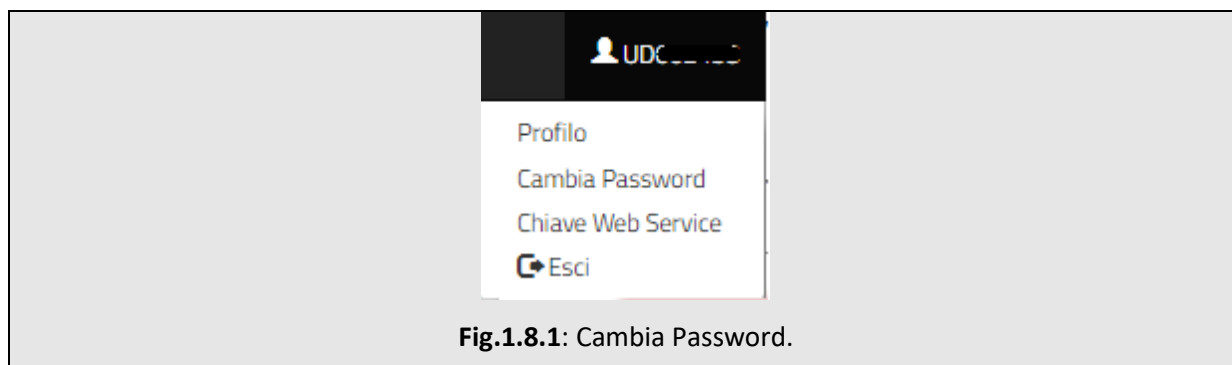 Profilo
Cambia Password
Chiave Web Service
Esci
Fig.1.8.1: Cambia Password.